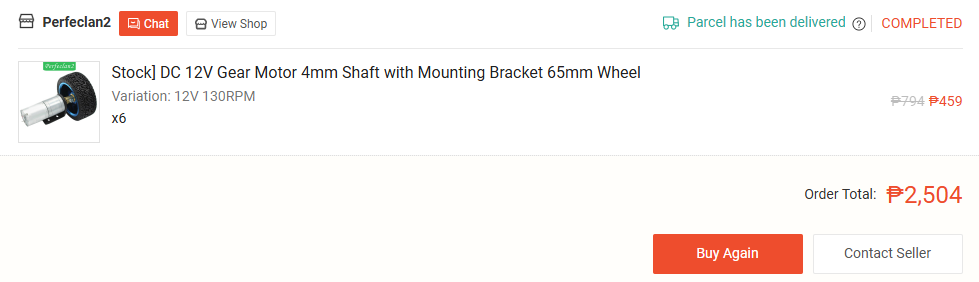 Perfeclan2 Chat View Shop Parcel has been delivered ? COMPLETED
Perfeclan2
Stock] DC 12V Gear Motor 4mm Shaft with Mounting Bracket 65mm Wheel
Variation: 12V 130RPM
₱794 ₱459
x6
Order Total: ₱2,504
Buy Again Contact Seller